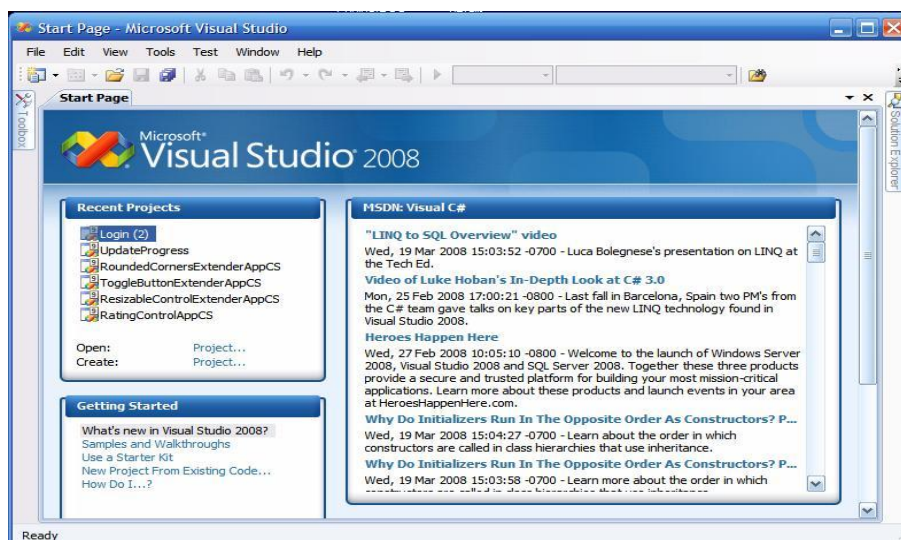 Start Page - Microsoft Visual Studio
File Edit View Tools Test Window Help
Toolbox
Start Page
Solution Explorer
Microsoft®
Visual Studio® 2008
Recent Projects
Login (2)
UpdateProgress
RoundedCornersExtenderAppCS
ToggleButtonExtenderAppCS
ResizableControlExtenderAppCS
RatingControlAppCS
Open: Project...
Create: Project...
Getting Started
What's new in Visual Studio 2008?
Samples and Walkthroughs
Use a Starter Kit
New Project From Existing Code...
How Do I...?
MSDN: Visual C#
"LINQ to SQL Overview" video
Wed, 19 Mar 2008 15:03:52 -0700 - Luca Bolegnese's presentation on LINQ at
the Tech Ed.
Video of Luke Hoban's In-Depth Look at C# 3.0
Mon, 25 Feb 2008 17:00:21 -0800 - Last fall in Barcelona, Spain two PM's from
the C# team gave talks on key parts of the new LINQ technology found in
Visual Studio 2008.
Heroes Happen Here
Wed, 27 Feb 2008 10:05:10 -0800 - Welcome to the launch of Windows Server
2008, Visual Studio 2008 and SQL Server 2008. Together these three products
provide a secure and trusted platform for building your most mission-critical
applications. Learn more about these products and launch events in your area
at HeroesHappenHere.com.
Why Do Initializers Run In The Opposite Order As Constructors? P...
Wed, 19 Mar 2008 15:04:27 -0700 - Learn about the order in which
constructors are called in class hierarchies that use inheritance.
Why Do Initializers Run In The Opposite Order As Constructors? P...
Wed, 19 Mar 2008 15:03:58 -0700 - Learn more about the order in which
constructors are called in class hierarchies that use inheritance.
Ready